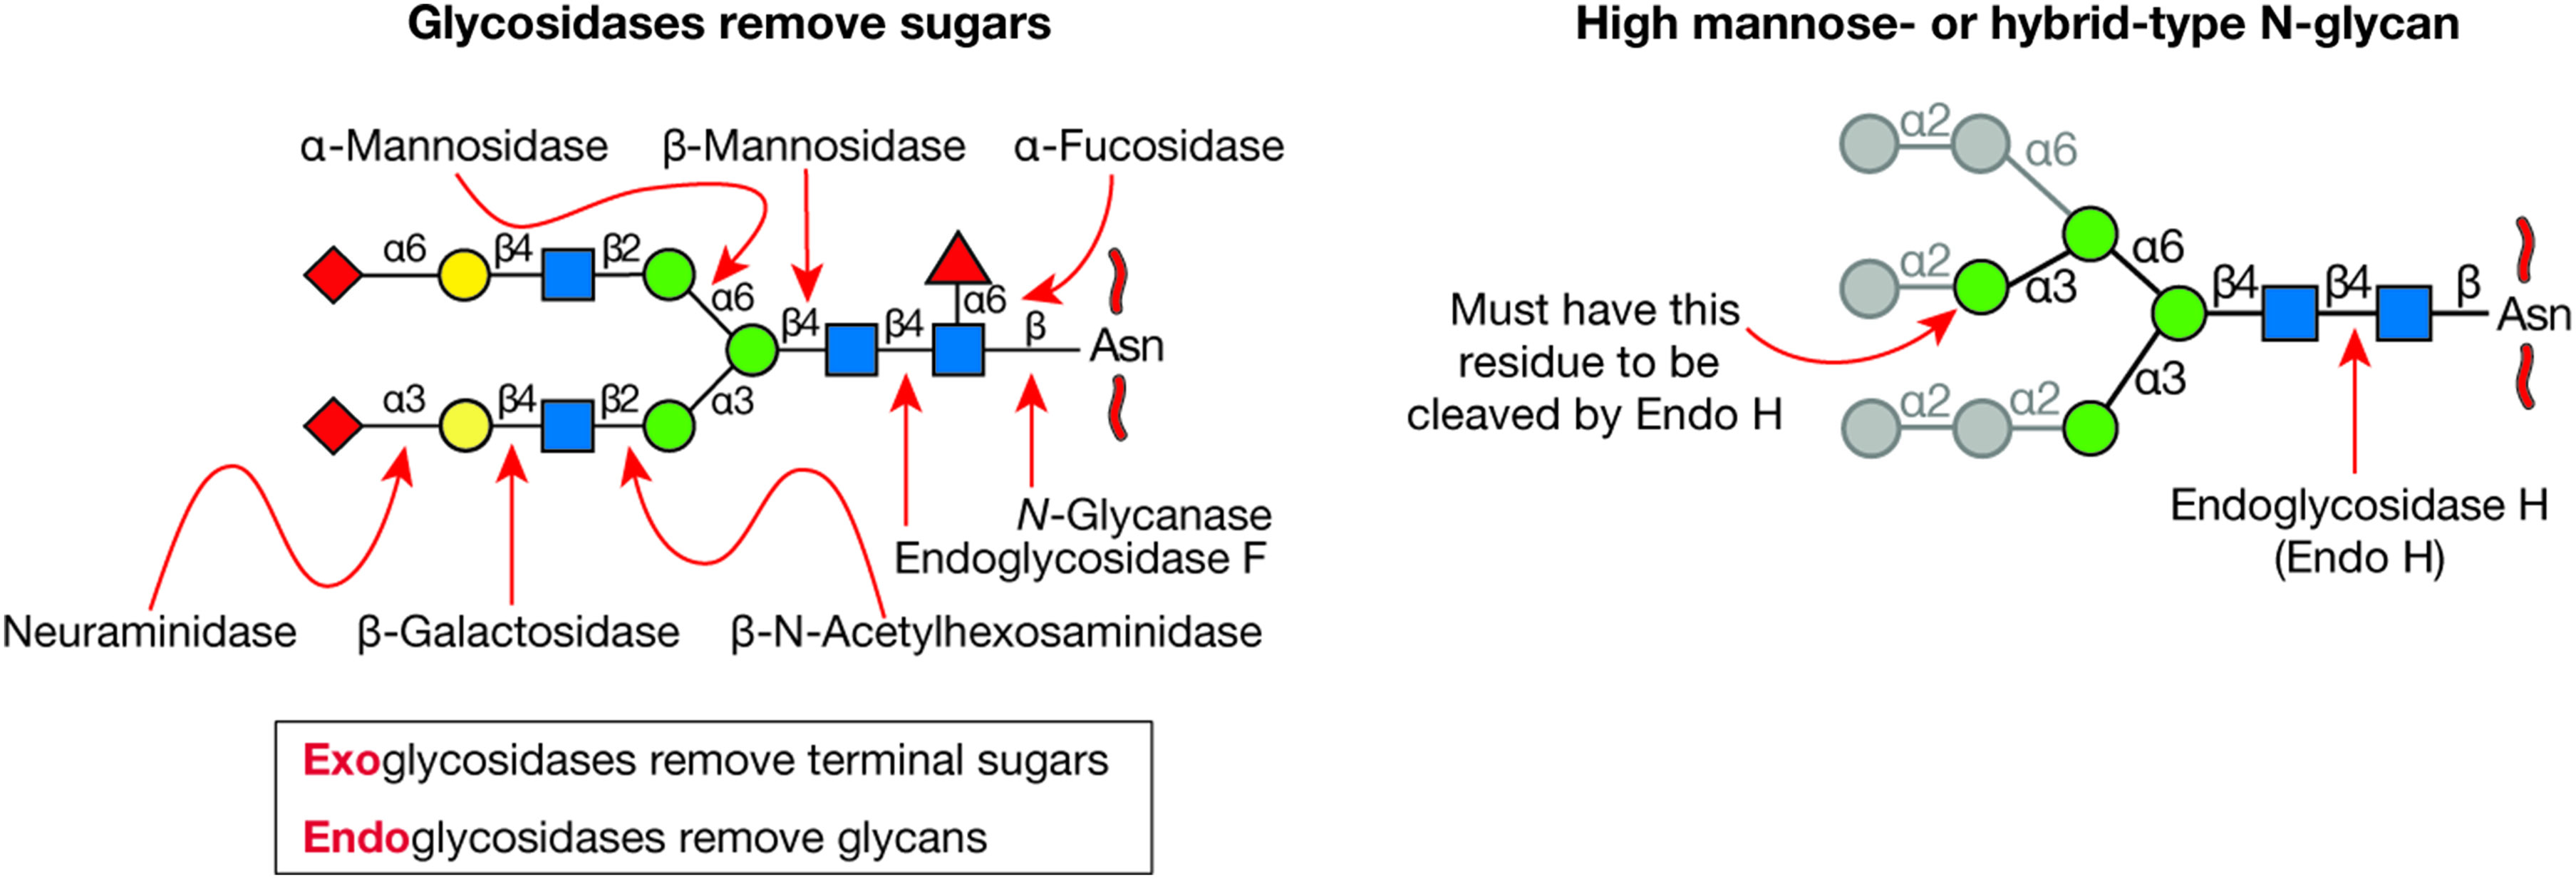 Glycosidases remove sugars
α-Mannosidase
β-Mannosidase
α-Fucosidase
α6
β4
β2
α6
α6
β4
β4
β
Asn
α3
β4
β2
α3
N-Glycanase
Endoglycosidase F
Neuraminidase
β-Galactosidase
β-N-Acetylhexosaminidase
Exoglycosidases remove terminal sugars
Endoglycosidases remove glycans
High mannose- or hybrid-type N-glycan
α2
α6
α2
α3
α6
β4
β4
β
Asn
α2
α2
α3
Must have this
residue to be
cleaved by Endo H
Endoglycosidase H
(Endo H)